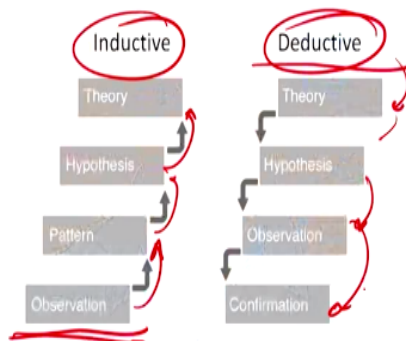 Inductive
Theory
Hypothesis
Pattern
Observation
Deductive
Theory
Hypothesis
Observation
Confirmation